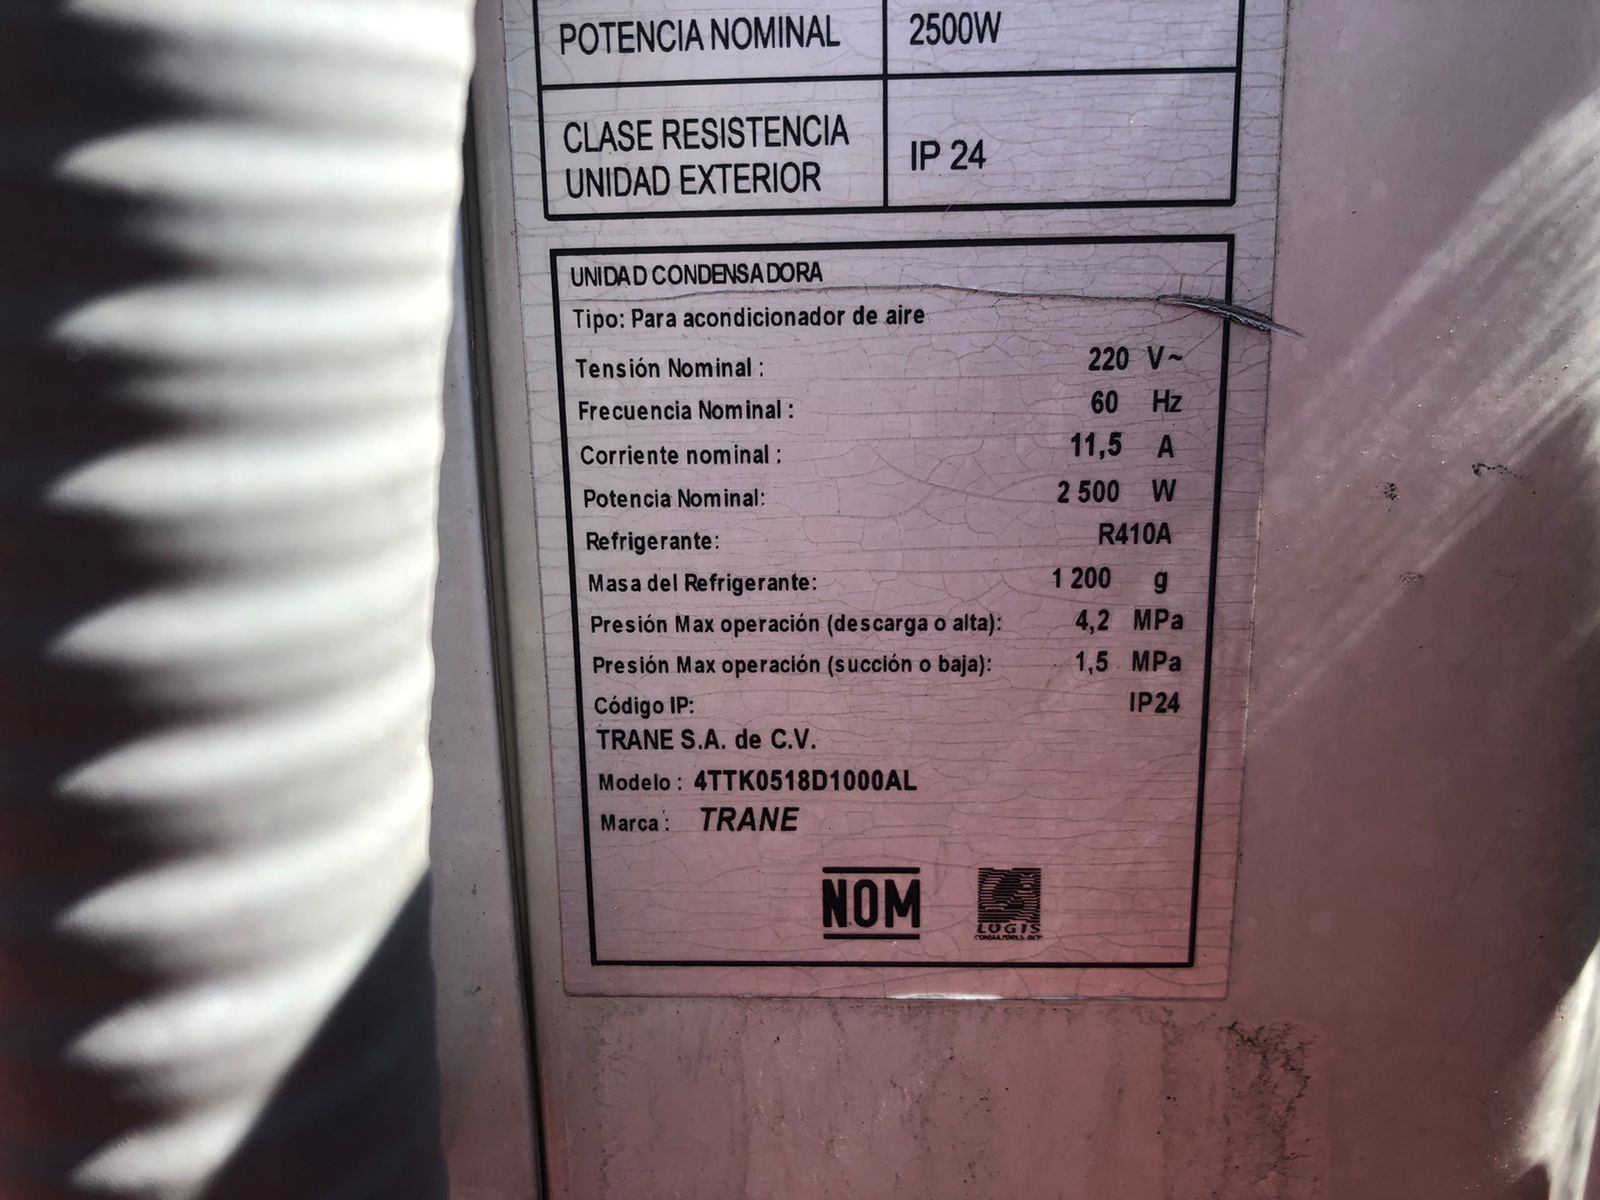 POTENCIA NOMINAL 2500W
CLASE RESISTENCIA
UNIDAD EXTERIOR IP 24
UNIDAD CONDENSADORA
Tipo: Para acondicionador de aire
Tensión Nominal : 220 V~
Frecuencia Nominal : 60 Hz
Corriente nominal : 11,5 A
Potencia Nominal: 2 500 W
Refrigerante: R410A
Masa del Refrigerante: 1 200 g
Presión Max operación (descarga o alta): 4,2 MPa
Presión Max operación (succión o baja): 1,5 MPa
Código IP: IP24
TRANE S.A. de C.V.
Modelo : 4TTK0518D1000AL
Marca : TRANE
NOM
LOGIS